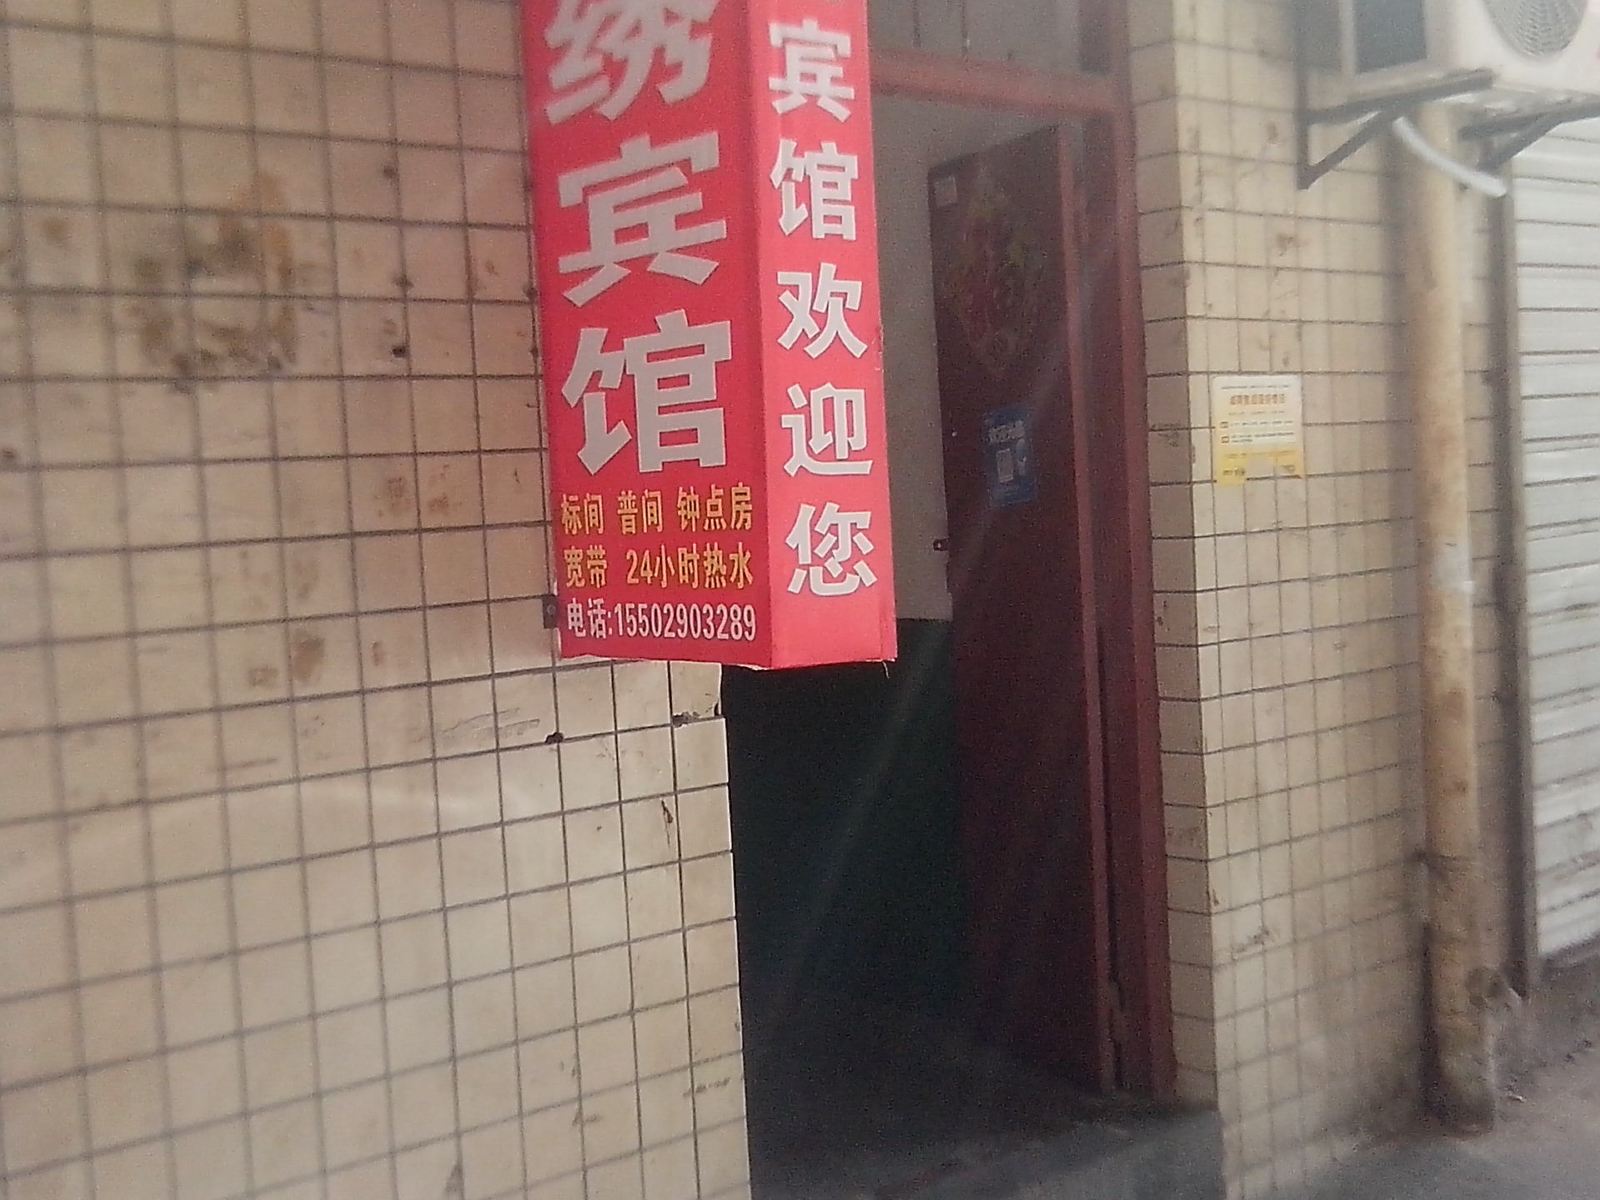 绣宾馆
标间 普间 钟点房
宽带 24小时热水
电话:15502903289
宾馆欢迎您